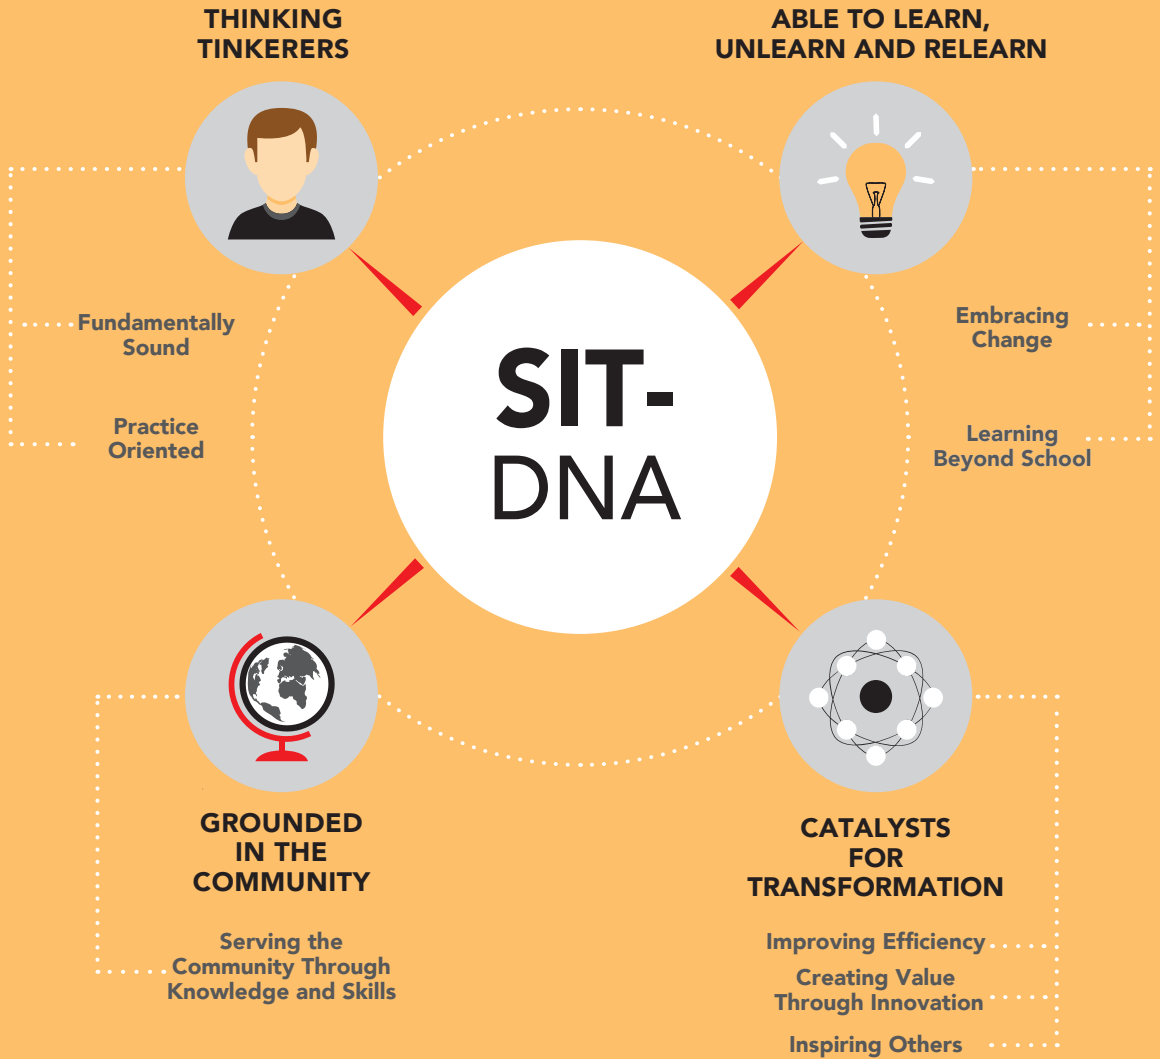 THINKING
TINKERERS
Fundamentally
Sound
Practice
Oriented
ABLE TO LEARN,
UNLEARN AND RELEARN
Embracing
Change
Learning
Beyond School
SIT-
DNA
GROUNDED
IN THE
COMMUNITY
Serving the
Community Through
Knowledge and Skills
CATALYSTS
FOR
TRANSFORMATION
Improving Efficiency
Creating Value
Through Innovation
Inspiring Others